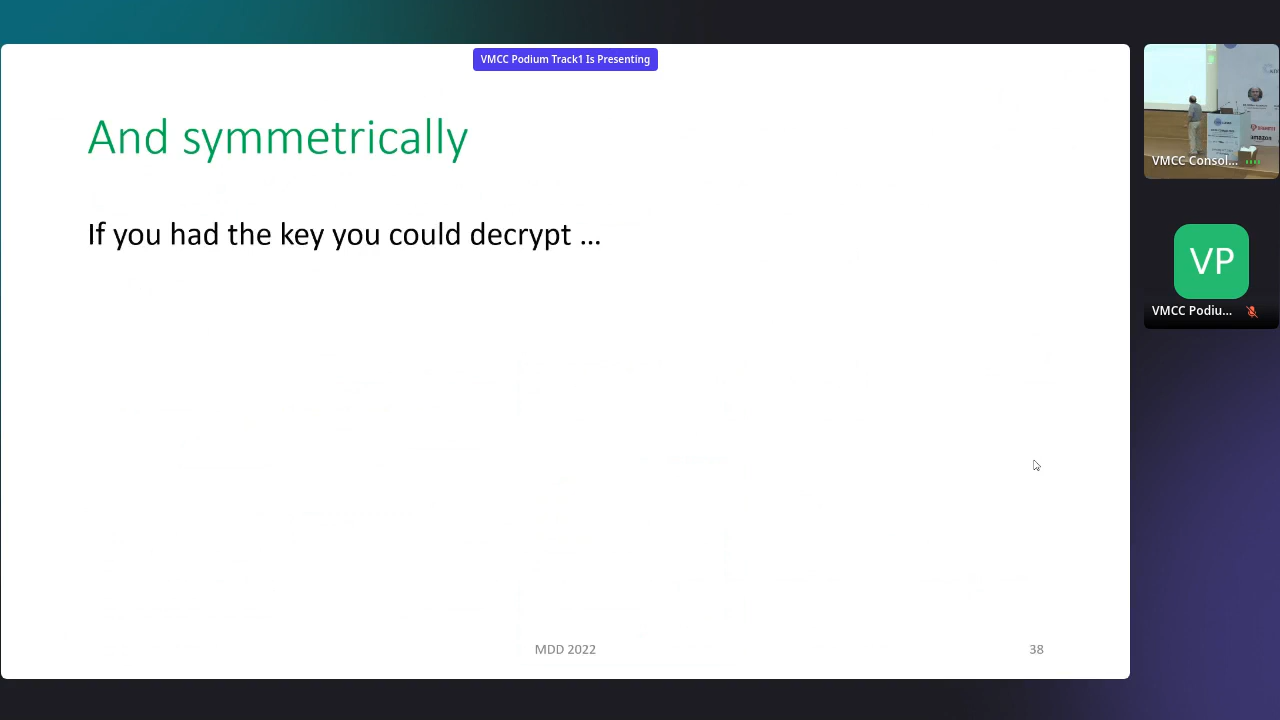 VMCC Podium Track1 Is Presenting
And symmetrically
If you had the key you could decrypt ...
MDD 2022
38
VMCC Consol...
amazon
VP
VMCC Podiu...